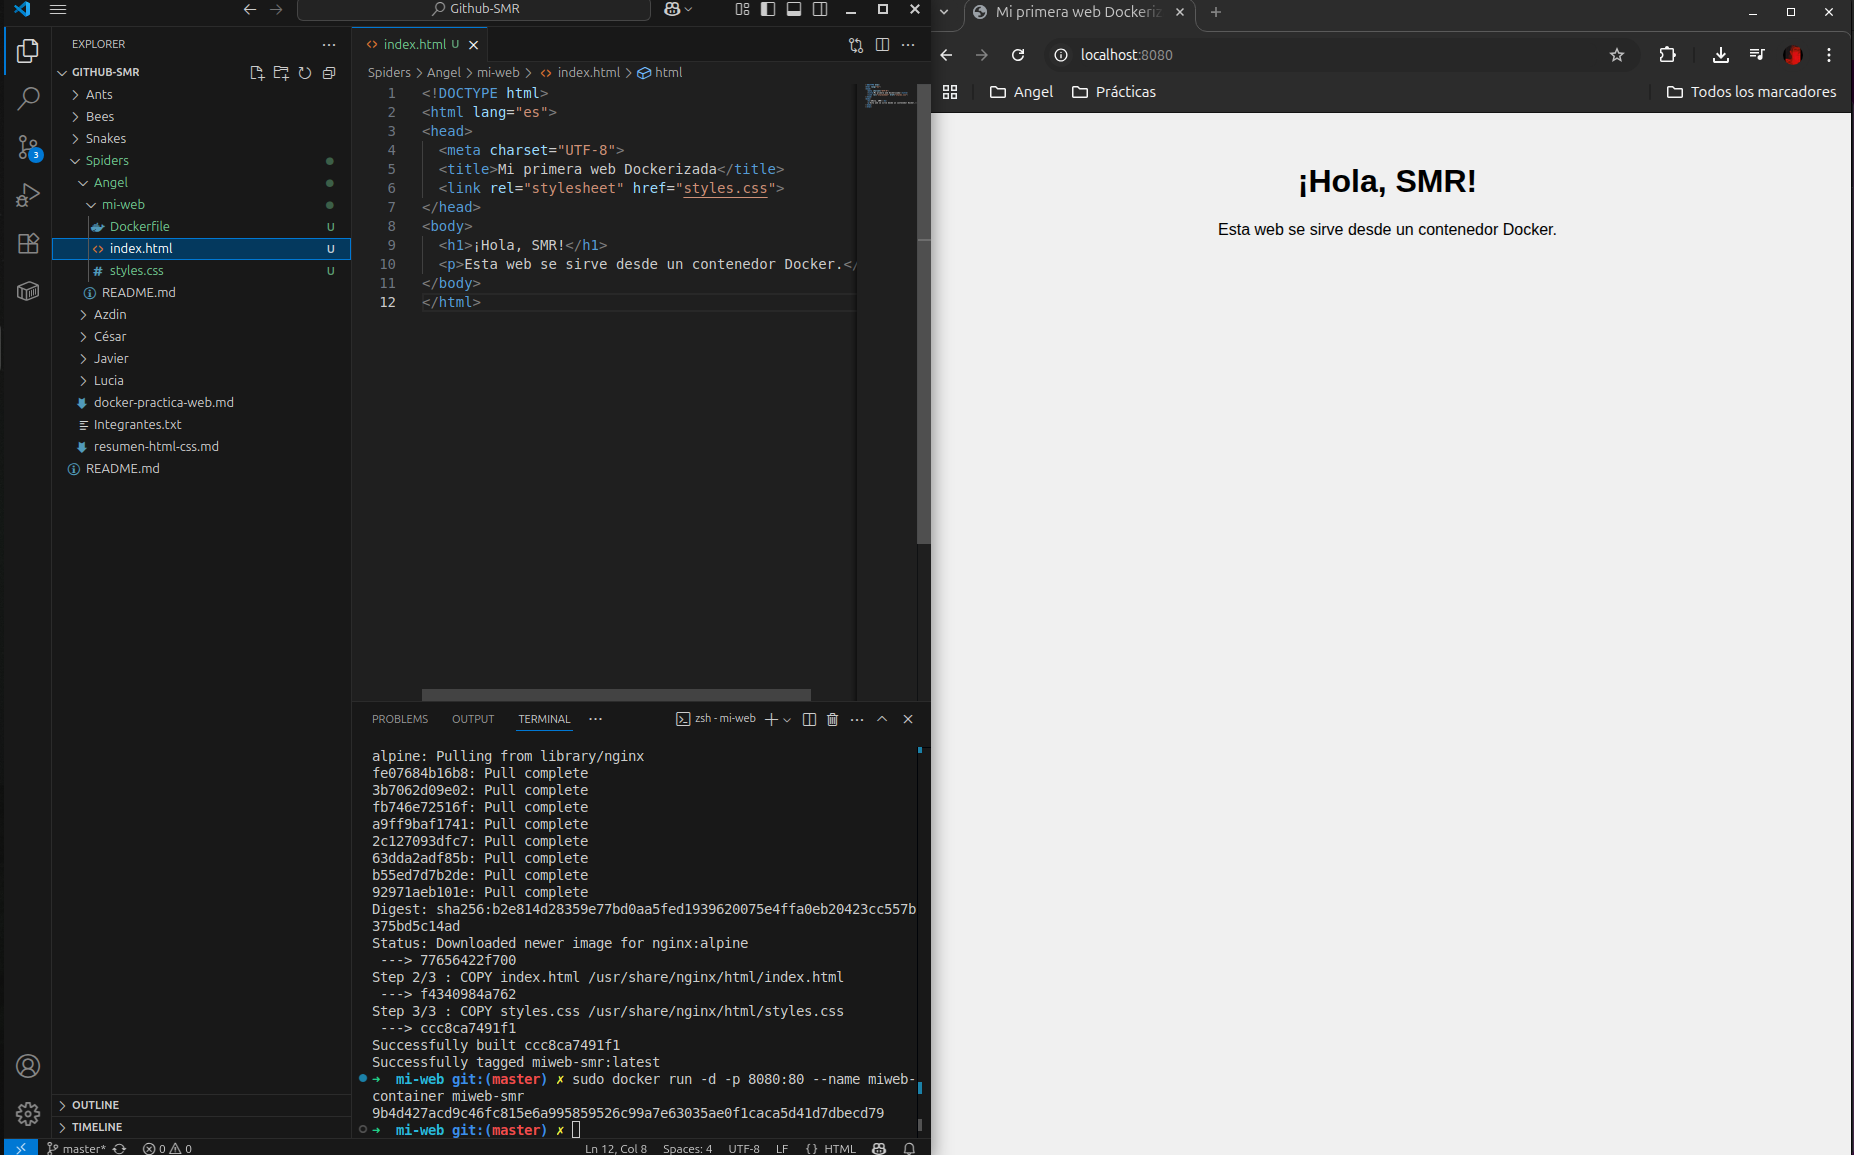 Github-SMR
EXPLORER
GITHUB-SMR
Ants
Bees
Snakes
Spiders
Angel
mi-web
Dockerfile U
index.html U
styles.css U
README.md
Azdin
César
Javier
Lucia
docker-practica-web.md
Integrantes.txt
resumen-html-css.md
README.md
OUTLINE
TIMELINE
3
index.html U
Spiders > Angel > mi-web > index.html > html
1 <!DOCTYPE html>
2 <html lang="es">
3 <head>
4 <meta charset="UTF-8">
5 <title>Mi primera web Dockerizada</title>
6 <link rel="stylesheet" href="styles.css">
7 </head>
8 <body>
9 <h1>¡Hola, SMR!</h1>
10 <p>Esta web se sirve desde un contenedor Docker.</
11 </body>
12 </html>
PROBLEMS OUTPUT TERMINAL zsh - mi-web
alpine: Pulling from library/nginx
fe07684b16b8: Pull complete
3b7062d09e02: Pull complete
fb746e72516f: Pull complete
a9ff9baf1741: Pull complete
2c127093dfc7: Pull complete
63dda2adf85b: Pull complete
b55ed7d7b2de: Pull complete
92971aeb101e: Pull complete
Digest: sha256:b2e814d28359e77bd0aa5fed1939620075e4ffa0eb20423cc557b
375bd5c14ad
Status: Downloaded newer image for nginx:alpine
---> 77656422f700
Step 2/3 : COPY index.html /usr/share/nginx/html/index.html
---> f4340984a762
Step 3/3 : COPY styles.css /usr/share/nginx/html/styles.css
---> ccc8ca7491f1
Successfully built ccc8ca7491f1
Successfully tagged miweb-smr:latest
➜ mi-web git:(master) ✗ sudo docker run -d -p 8080:80 --name miweb-
container miweb-smr
9b4d427acd9c46fc815e6a995859526c99a7e63035ae0f1caca5d41d7dbecd79
➜ mi-web git:(master) ✗
master* 0 0 Ln 12, Col 8 Spaces: 4 UTF-8 LF {} HTML
Mi primera web Dockeriz
localhost:8080
Angel Prácticas Todos los marcadores
¡Hola, SMR!
Esta web se sirve desde un contenedor Docker.